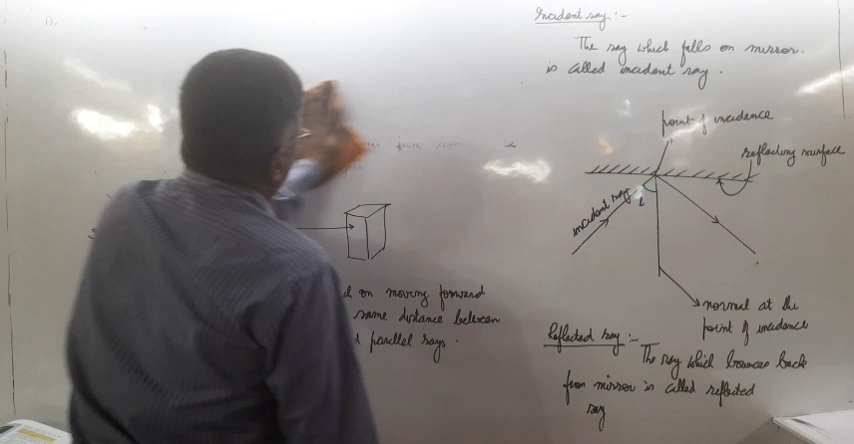 Incident ray :-
The ray which falls on mirror.
is called incident ray.
point of incidence
reflecting surface
incident ray
i
normal at the
point of incidence
Reflected ray :-
The ray which bounces back
from mirror is called reflected
ray
on moving forward
same distance between
parallel rays.